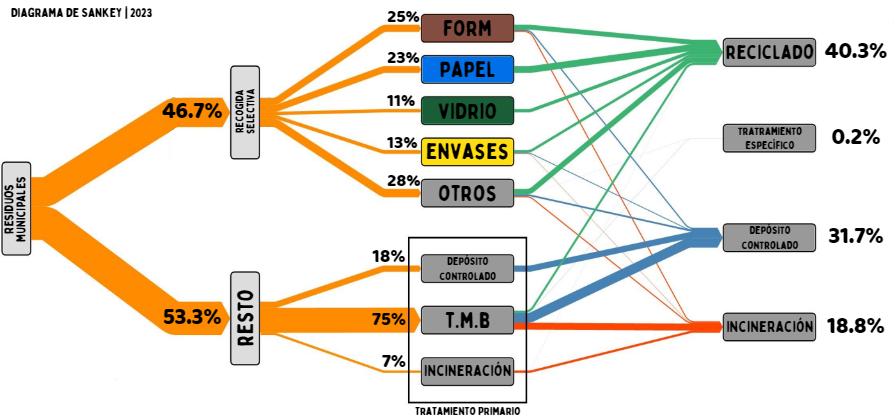 DIAGRAMA DE SANKEY | 2023
RESIDUOS
MUNICIPALES
46.7%
53.3%
RECOGIDA
SELECTIVA
RESTO
25%
FORM
23%
PAPEL
11%
VIDRIO
13%
ENVASES
28%
OTROS
18%
DEPÓSITO
CONTROLADO
75%
T.M.B
7%
INCINERACIÓN
TRATAMIENTO PRIMARIO
RECICLADO 40.3%
TRATRAMIENTO
ESPECÍFICO
0.2%
DEPÓSITO
CONTROLADO
31.7%
INCINERACIÓN 18.8%